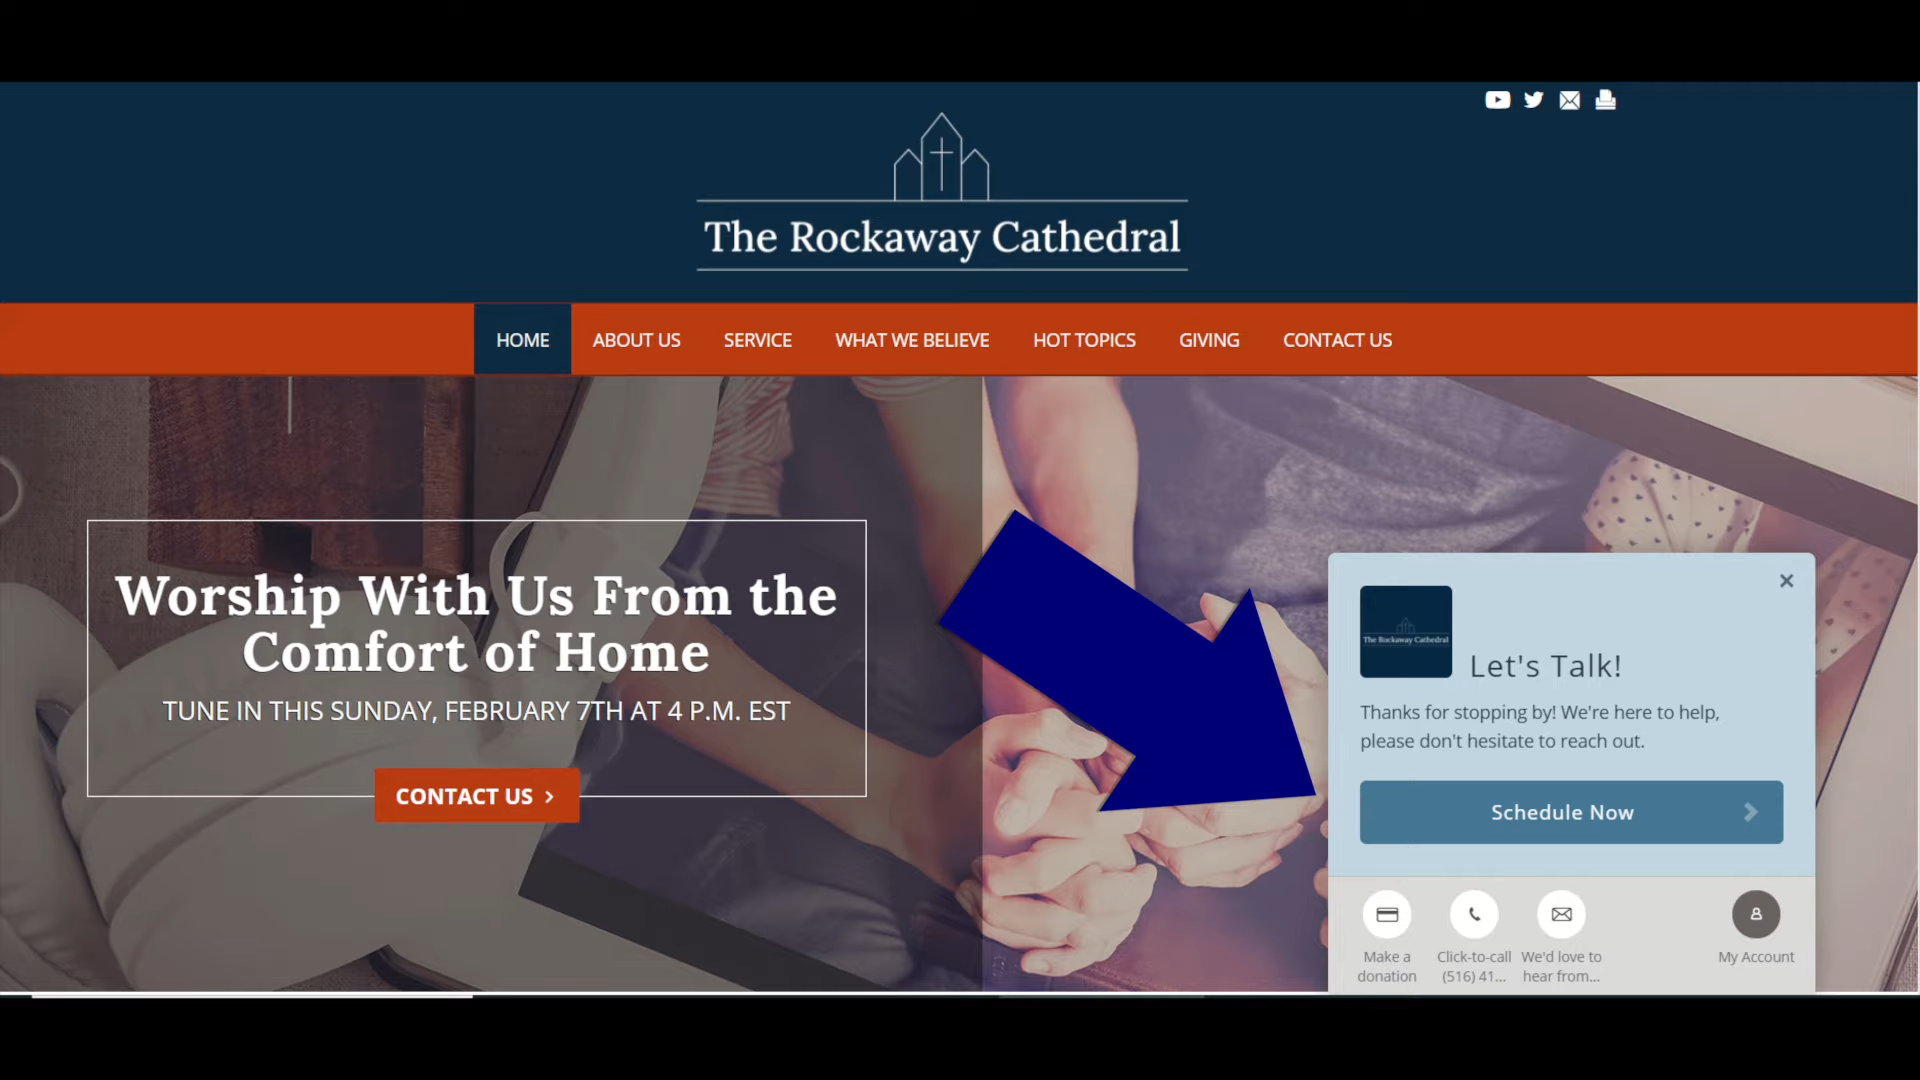 The Rockaway Cathedral
HOME ABOUT US SERVICE WHAT WE BELIEVE HOT TOPICS GIVING CONTACT US
Worship With Us From the
Comfort of Home
TUNE IN THIS SUNDAY, FEBRUARY 7TH AT 4 P.M. EST
CONTACT US
The Rockaway Cathedral
Let's Talk!
Thanks for stopping by! We're here to help,
please don't hesitate to reach out.
Schedule Now
Make a
donation
Click-to-call
(516) 41...
We'd love to
hear from...
My Account